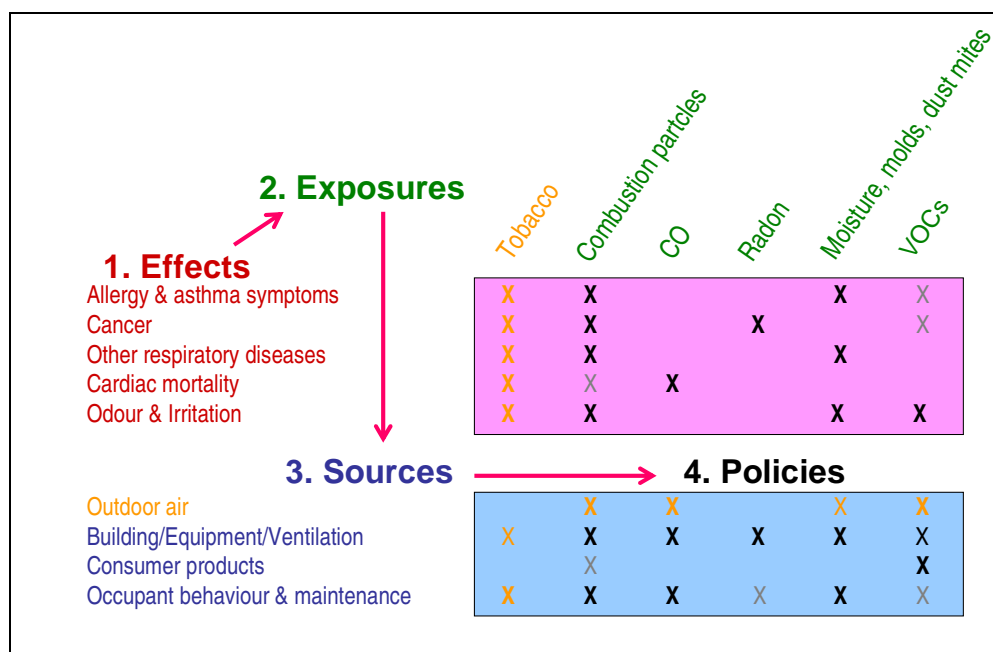 Tobacco
Combustion partcles
CO
Radon
Moisture, molds, dust mites
VOCs
2. Exposures
1. Effects
Allergy & asthma symptoms X X X X
Cancer X X X X
Other respiratory diseases X X X
Cardiac mortality X X X
Odour & Irritation X X X X
3. Sources 4. Policies
Outdoor air X X X X
Building/Equipment/Ventilation X X X X X X
Consumer products X X
Occupant behaviour & maintenance X X X X X X